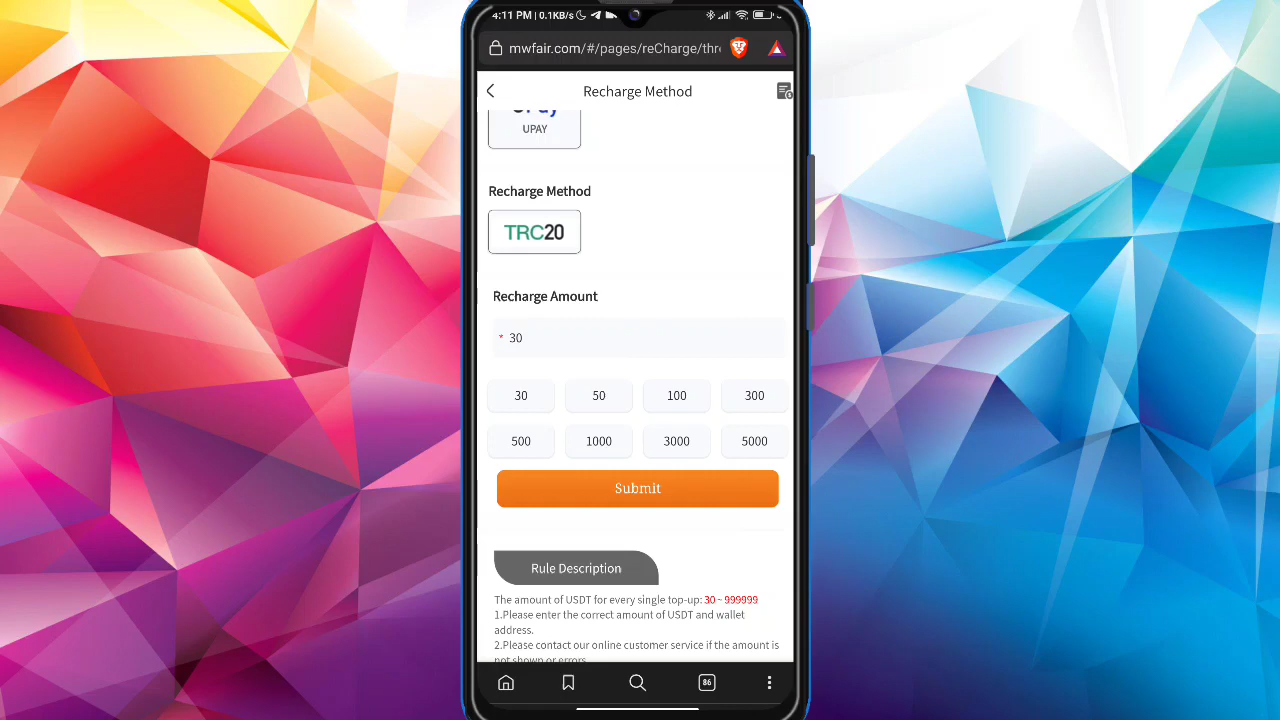 4:11 PM | 0.1KB/s
mwfair.com/#/pages/reCharge/thr
Recharge Method
UPAY
Recharge Method
TRC20
Recharge Amount
* 30
30 50 100 300
500 1000 3000 5000
Submit
Rule Description
The amount of USDT for every single top-up: 30 ~ 999999
1.Please enter the correct amount of USDT and wallet
address.
2.Please contact our online customer service if the amount is
not shown or errors
86